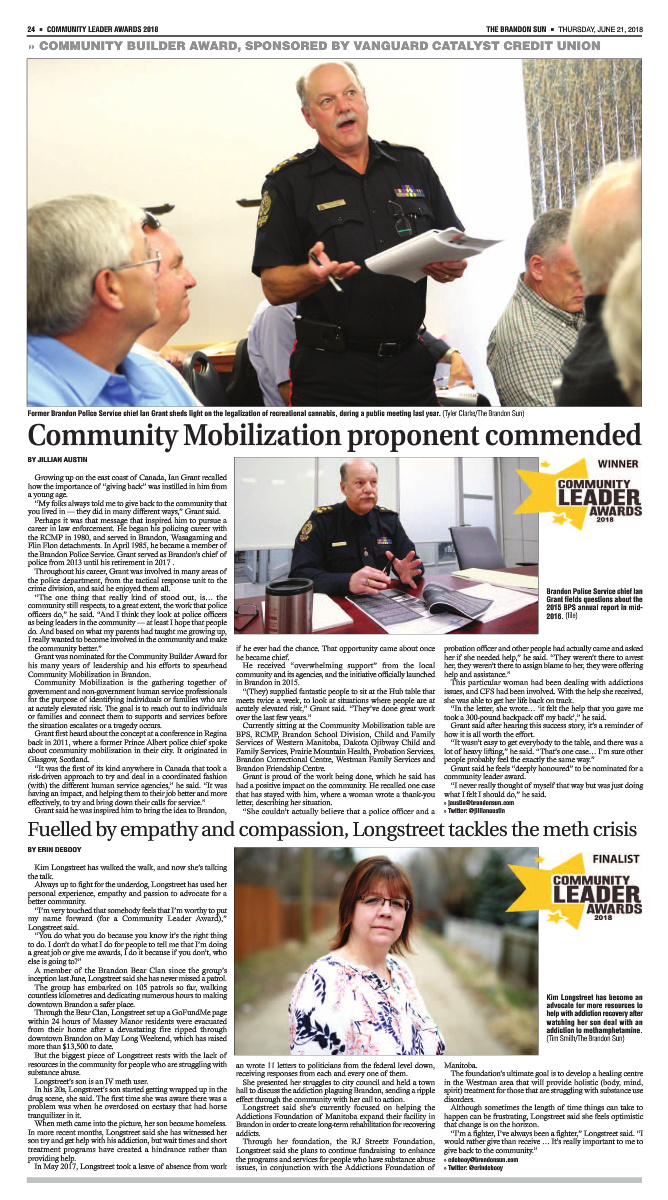 24 ■ COMMUNITY LEADER AWARDS 2018
THE BRANDON SUN ■ THURSDAY, JUNE 21, 2018
» COMMUNITY BUILDER AWARD, SPONSORED BY VANGUARD CATALYST CREDIT UNION
Former Brandon Police Service chief Ian Grant sheds light on the legalization of recreational cannabis, during a public meeting last year. (Tyler Clarke/The Brandon Sun)
Community Mobilization proponent commended
BY JILLIAN AUSTIN
Growing up on the east coast of Canada, Ian Grant recalled
how the importance of "giving back" was instilled in him from
a young age.
"My folks always told me to give back to the community that
you lived in — they did in many different ways," Grant said.
Perhaps it was that message that inspired him to pursue a
career in law enforcement. He began his policing career with
the RCMP in 1980, and served in Brandon, Wasagaming and
Flin Flon detachments. In April 1985, he became a member of
the Brandon Police Service. Grant served as Brandon's chief of
police from 2013 until his retirement in 2017 .
Throughout his career, Grant was involved in many areas of
the police department, from the tactical response unit to the
crime division, and said he enjoyed them all.
"The one thing that really kind of stood out, is… the
community still respects, to a great extent, the work that police
officers do," he said. "And I think they look at police officers
as being leaders in the community — at least I hope that people
do. And based on what my parents had taught me growing up,
I really wanted to become involved in the community and make
the community better."
Grant was nominated for the Community Builder Award for
his many years of leadership and his efforts to spearhead
Community Mobilization in Brandon.
Community Mobilization is the gathering together of
government and non-government human service professionals
for the purpose of identifying individuals or families who are
at acutely elevated risk. The goal is to reach out to individuals
or families and connect them to supports and services before
the situation escalates or a tragedy occurs.
Grant first heard about the concept at a conference in Regina
back in 2011, where a former Prince Albert police chief spoke
about community mobilization in their city. It originated in
Glasgow, Scotland.
"It was the first of its kind anywhere in Canada that took a
risk-driven approach to try and deal in a coordinated fashion
(with) the different human service agencies," he said. "It was
having an impact, and helping them to their job better and more
effectively, to try and bring down their calls for service."
Grant said he was inspired him to bring the idea to Brandon,
if he ever had the chance. That opportunity came about once
he became chief.
He received "overwhelming support" from the local
community and its agencies, and the initiative officially launched
in Brandon in 2015.
"(They) supplied fantastic people to sit at the Hub table that
meets twice a week, to look at situations where people are at
acutely elevated risk," Grant said. "They've done great work
over the last few years."
Currently sitting at the Community Mobilization table are
BPS, RCMP, Brandon School Division, Child and Family
Services of Western Manitoba, Dakota Ojibway Child and
Family Services, Prairie Mountain Health, Probation Services,
Brandon Correctional Centre, Westman Family Services and
Brandon Friendship Centre.
Grant is proud of the work being done, which he said has
had a positive impact on the community. He recalled one case
that has stayed with him, where a woman wrote a thank-you
letter, describing her situation.
"She couldn't actually believe that a police officer and a
probation officer and other people had actually came and asked
her if she needed help," he said. "They weren't there to arrest
her, they weren't there to assign blame to her, they were offering
help and assistance."
This particular woman had been dealing with addictions
issues, and CFS had been involved. With the help she received,
she was able to get her life back on track.
"In the letter, she wrote… 'it felt the help that you gave me
took a 300-pound backpack off my back'," he said.
Grant said after hearing this success story, it's a reminder of
how it is all worth the effort.
"It wasn't easy to get everybody to the table, and there was a
lot of heavy lifting," he said. "That's one case… I'm sure other
people probably feel the exactly the same way."
Grant said he feels "deeply honoured" to be nominated for a
community leader award.
"I never really thought of myself that way but was just doing
what I felt I should do," he said.
» jaustin@brandonsun.com
» Twitter: @jillianaustin
WINNER
COMMUNITY
LEADER
AWARDS
2018
Brandon Police Service chief Ian
Grant fields questions about the
2015 BPS annual report in mid-
2016. (File)
Fuelled by empathy and compassion, Longstreet tackles the meth crisis
BY ERIN DEBOOY
Kim Longstreet has walked the walk, and now she's talking
the talk.
Always up to fight for the underdog, Longstreet has used her
personal experience, empathy and passion to advocate for a
better community.
"I'm very touched that somebody feels that I'm worthy to put
my name forward (for a Community Leader Award),"
Longstreet said.
"You do what you do because you know it's the right thing
to do. I don't do what I do for people to tell me that I'm doing
a great job or give me awards, I do it because if you don't, who
else is going to?"
A member of the Brandon Bear Clan since the group's
inception last June, Longstreet said she has never missed a patrol.
The group has embarked on 105 patrols so far, walking
countless kilometres and dedicating numerous hours to making
downtown Brandon a safer place.
Through the Bear Clan, Longstreet set up a GoFundMe page
within 24 hours of Massey Manor residents were evacuated
from their home after a devastating fire ripped through
downtown Brandon on May Long Weekend, which has raised
more than $13,500 to date.
But the biggest piece of Longstreet rests with the lack of
resources in the community for people who are struggling with
substance abuse.
Longstreet's son is an IV meth user.
In his 20s, Longstreet's son started getting wrapped up in the
drug scene, she said. The first time she was aware there was a
problem was when he overdosed on ecstasy that had horse
tranquilizer in it.
When meth came into the picture, her son became homeless.
In more recent months, Longstreet said she has witnessed her
son try and get help with his addiction, but wait times and short
treatment programs have created a hindrance rather than
providing help.
In May 2017, Longstreet took a leave of absence from work
an wrote 11 letters to politicians from the federal level down,
receiving responses from each and every one of them.
She presented her struggles to city council and held a town
hall to discuss the addiction plaguing Brandon, sending a ripple
effect through the community with her call to action.
Longstreet said she's currently focused on helping the
Addictions Foundation of Manitoba expand their facility in
Brandon in order to create long-term rehabilitation for recovering
addicts.
Through her foundation, the RJ Streetz Foundation,
Longstreet said she plans to continue fundraising to enhance
the programs and services for people who have substance abuse
issues, in conjunction with the Addictions Foundation of
Manitoba.
The foundation's ultimate goal is to develop a healing centre
in the Westman area that will provide holistic (body, mind,
spirit) treatment for those that are struggling with substance use
disorders.
Although sometimes the length of time things can take to
happen can be frustrating, Longstreet said she feels optimistic
that change is on the horizon.
"I'm a fighter, I've always been a fighter," Longstreet said. "I
would rather give than receive … It's really important to me to
give back to the community."
» edebooy@brandonsun.com
» Twitter: @erindebooy
FINALIST
COMMUNITY
LEADER
AWARDS
2018
Kim Longstreet has become an
advocate for more resources to
help with addiction recovery after
watching her son deal with an
addiction to methamphetamine.
(Tim Smith/The Brandon Sun)